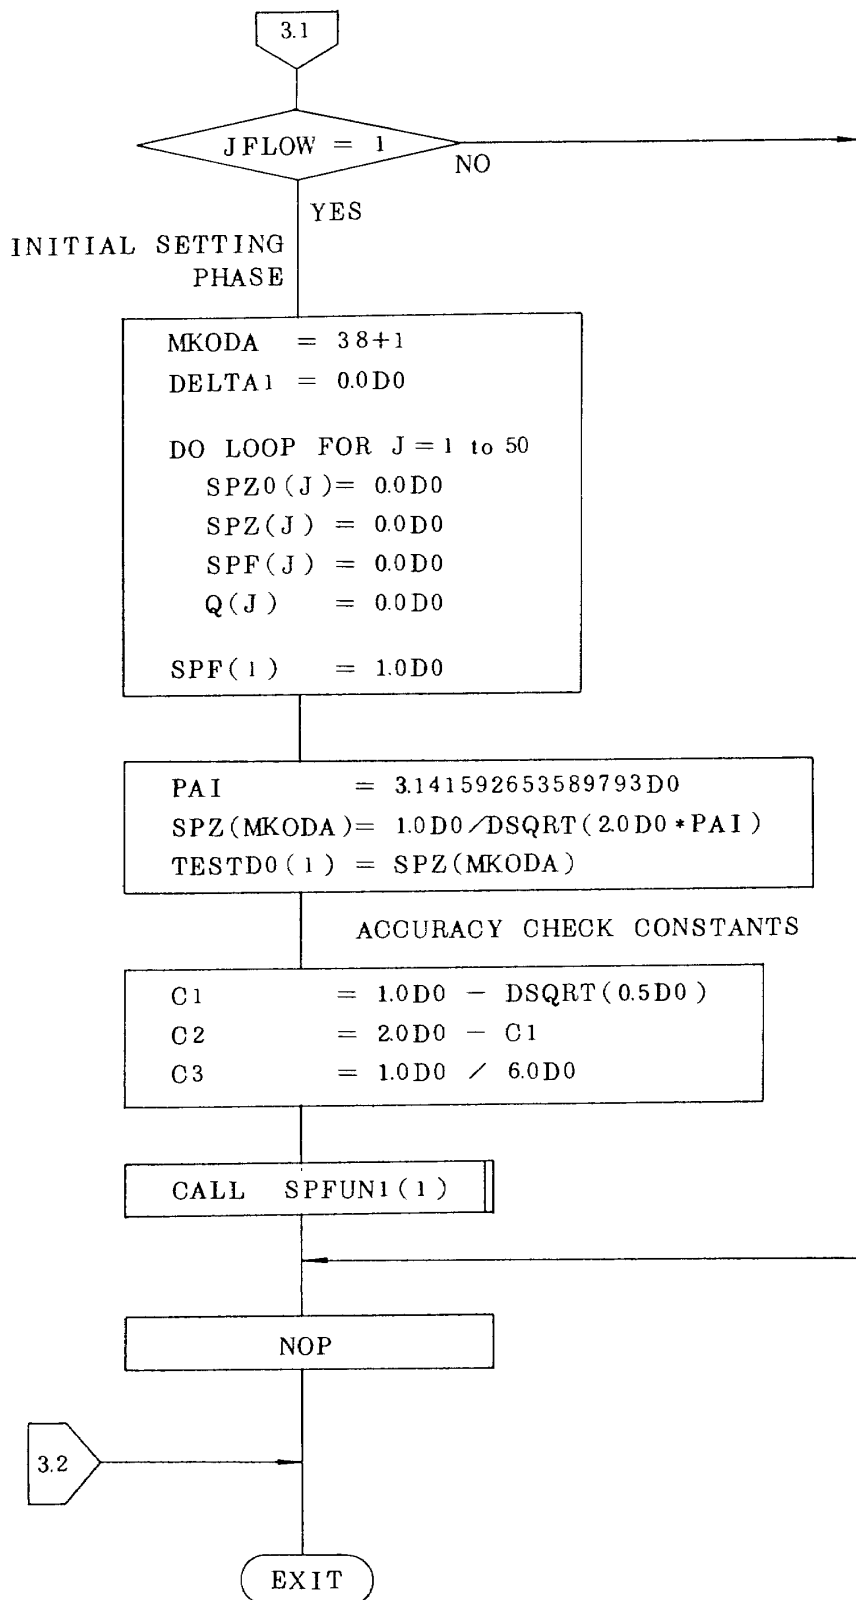 3.1
JFLOW = 1
NO
YES
INITIAL SETTING
PHASE
MKODA = 38+1
DELTA1 = 0.0D0
DO LOOP FOR J=1 to 50
SPZ0(J)= 0.0D0
SPZ(J) = 0.0D0
SPF(J) = 0.0D0
Q(J) = 0.0D0
SPF(1) = 1.0D0
PAI = 3.141592653589793D0
SPZ(MKODA)= 1.0D0/DSQRT(2.0D0*PAI)
TESTD0(1) = SPZ(MKODA)
ACCURACY CHECK CONSTANTS
C1 = 1.0D0 - DSQRT(0.5D0)
C2 = 2.0D0 - C1
C3 = 1.0D0 / 6.0D0
CALL SPFUN1(1)
NOP
3.2
EXIT